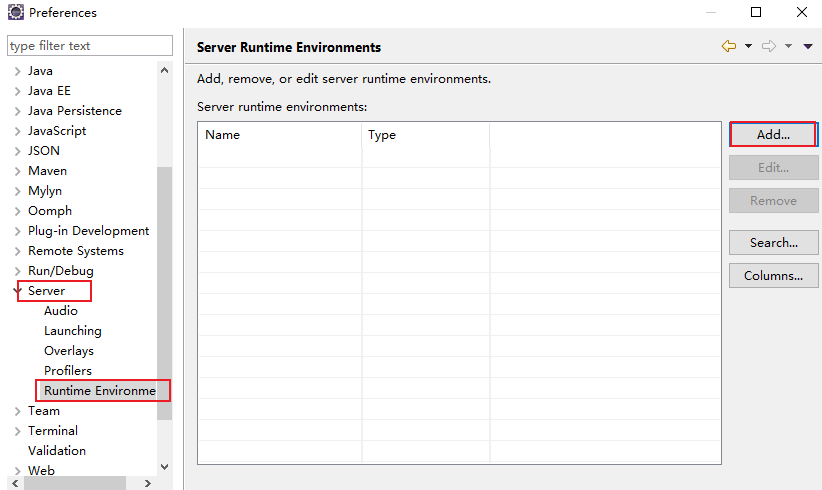 Preferences
type filter text
Java
Java EE
Java Persistence
JavaScript
JSON
Maven
Mylyn
Oomph
Plug-in Development
Remote Systems
Run/Debug
Server
Audio
Launching
Overlays
Profilers
Runtime Environme
Team
Terminal
Validation
Web
Server Runtime Environments
Add, remove, or edit server runtime environments.
Server runtime environments:
Name Type
Add...
Edit...
Remove
Search...
Columns...